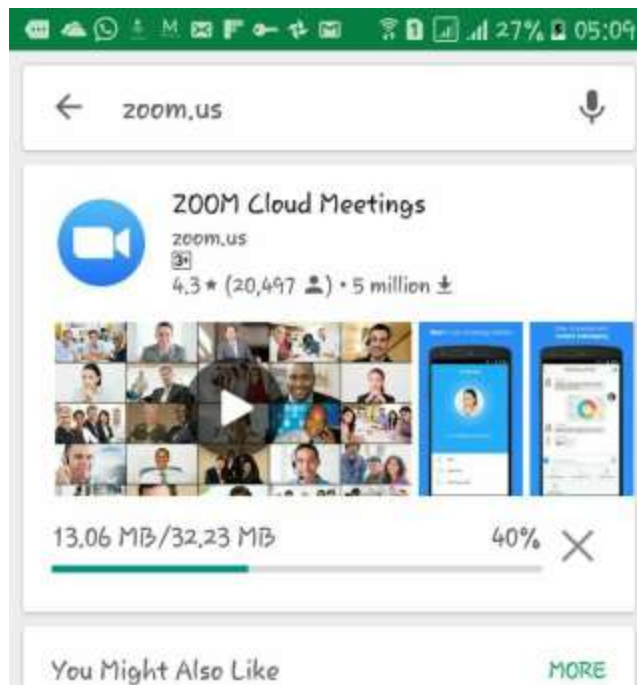 27% 05:09
zoom.us
ZOOM Cloud Meetings
zoom.us
3+
4.3★ (20,497) • 5 million
13.06 MB/32.23 MB 40%
You Might Also Like MORE